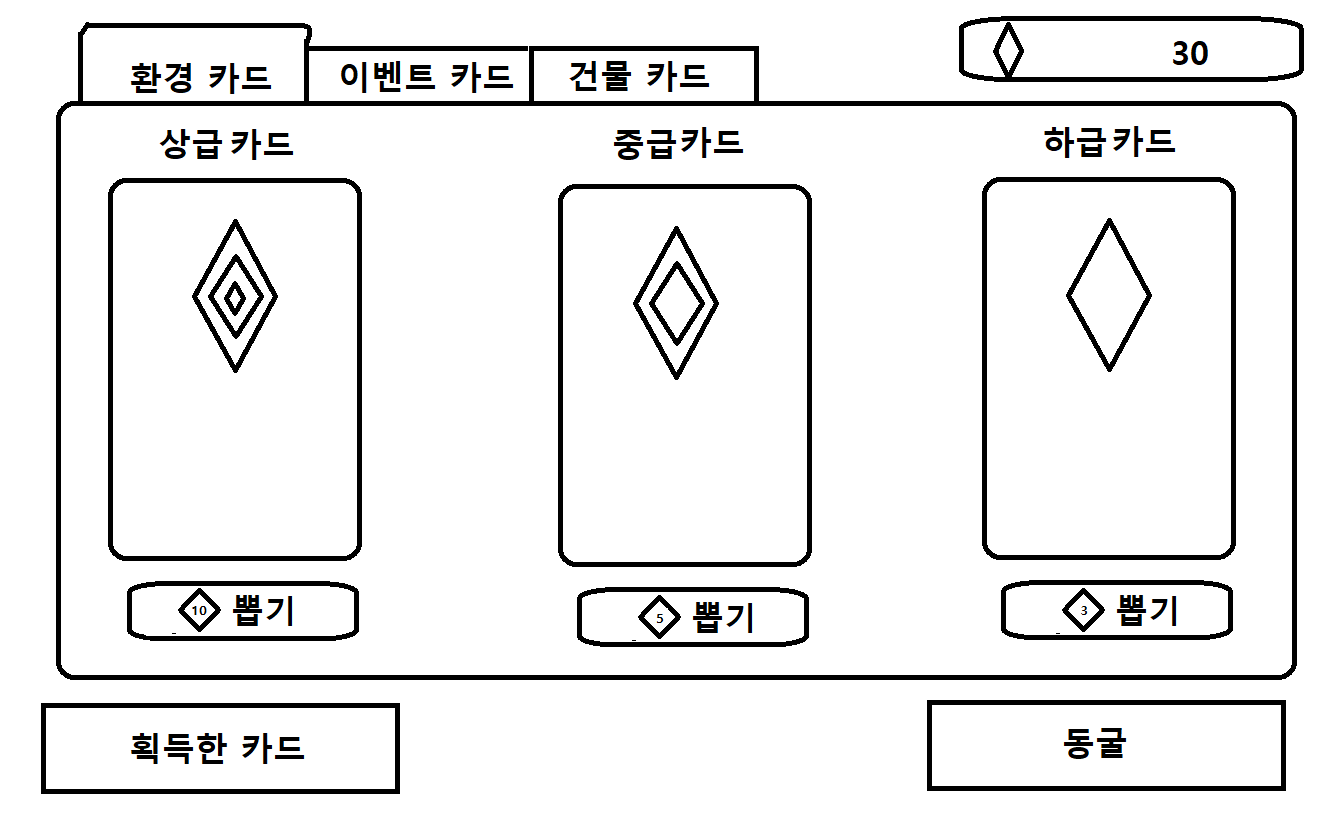 환경 카드
이벤트 카드
건물 카드
30
상급 카드
중급카드
하급카드
10 뽑기
5 뽑기
3 뽑기
획득한 카드
동굴